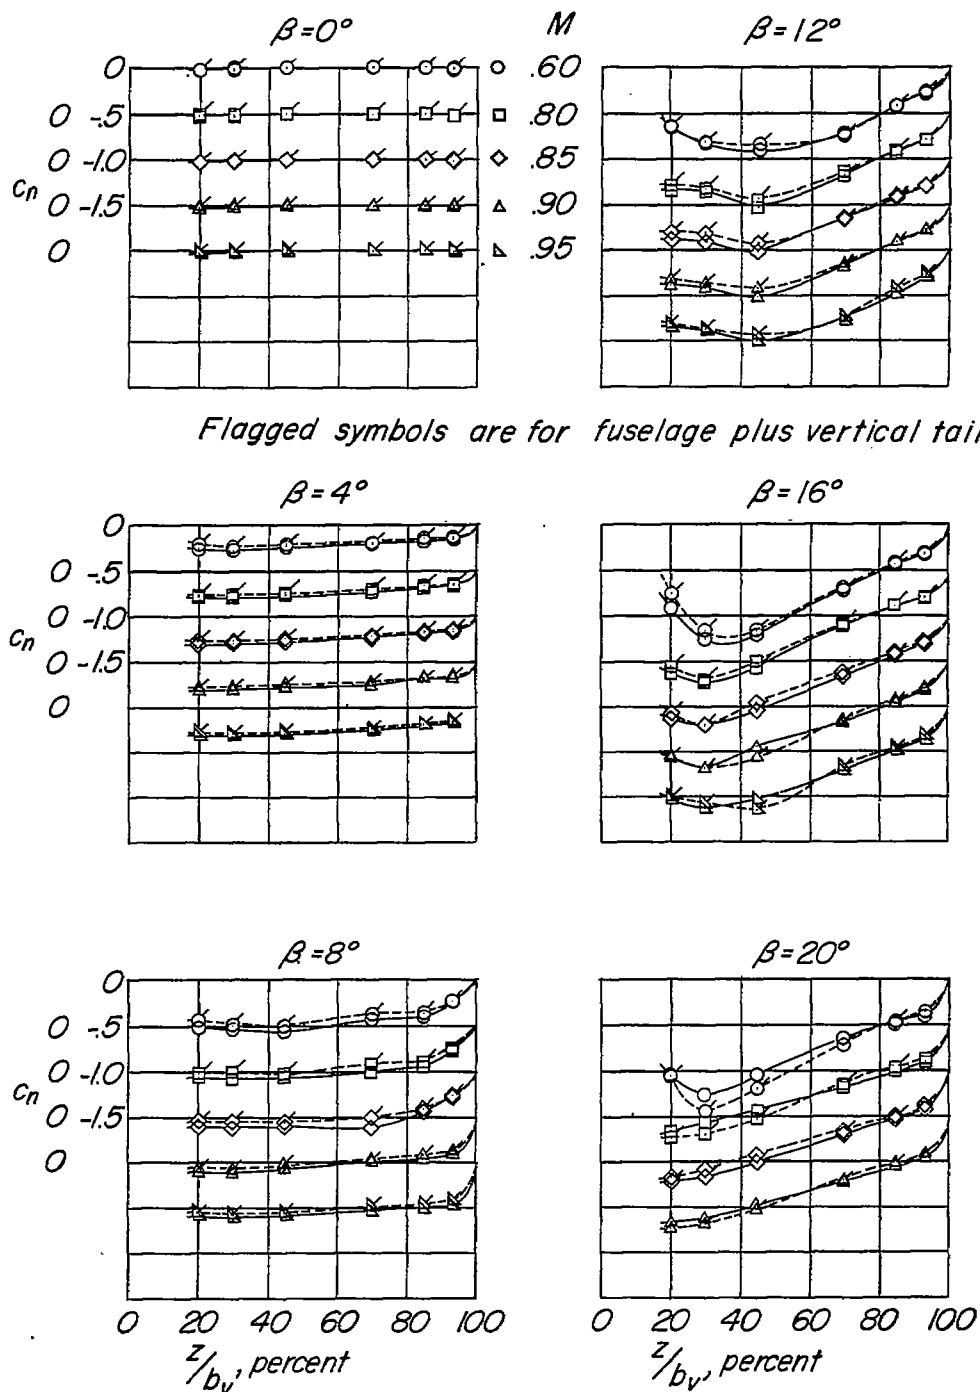 β=0° M β=12°
0 .60
0 -.5 .80
0 -1.0 .85
cn
0 -1.5 .90
0 .95
Flagged symbols are for fuselage plus vertical tail
β=4° β=16°
0
0 -.5
0 -1.0
cn
0 -1.5
0
β=8° β=20°
0
0 -.5
0 -1.0
cn
0 -1.5
0
0 20 40 60 80 100 0 20 40 60 80 100
z/bv, percent z/bv, percent